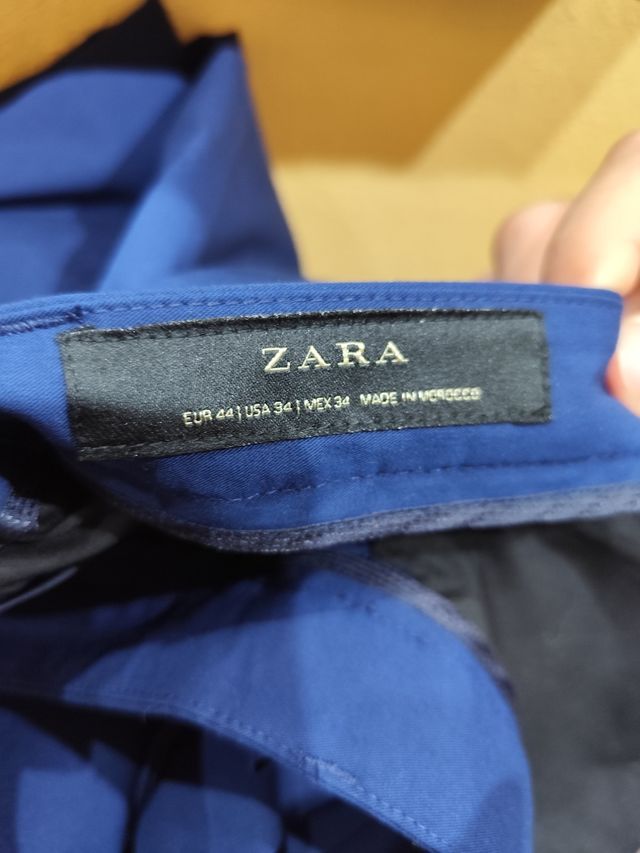 ZARA
EUR 44 | USA 34 | MEX 34 MADE IN MOROCCO